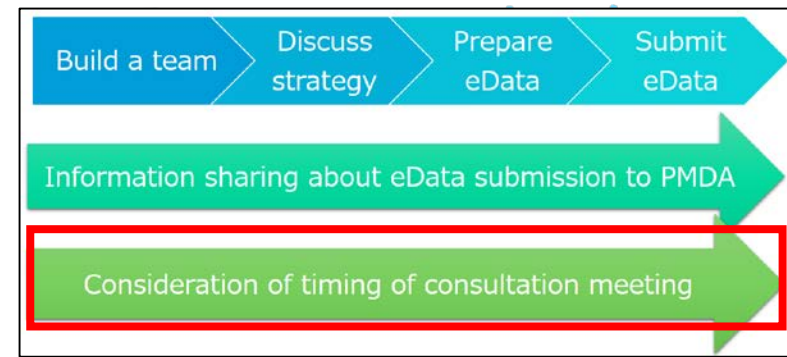 Build a team
Discuss
strategy
Prepare
eData
Submit
eData
Information sharing about eData submission to PMDA
Consideration of timing of consultation meeting